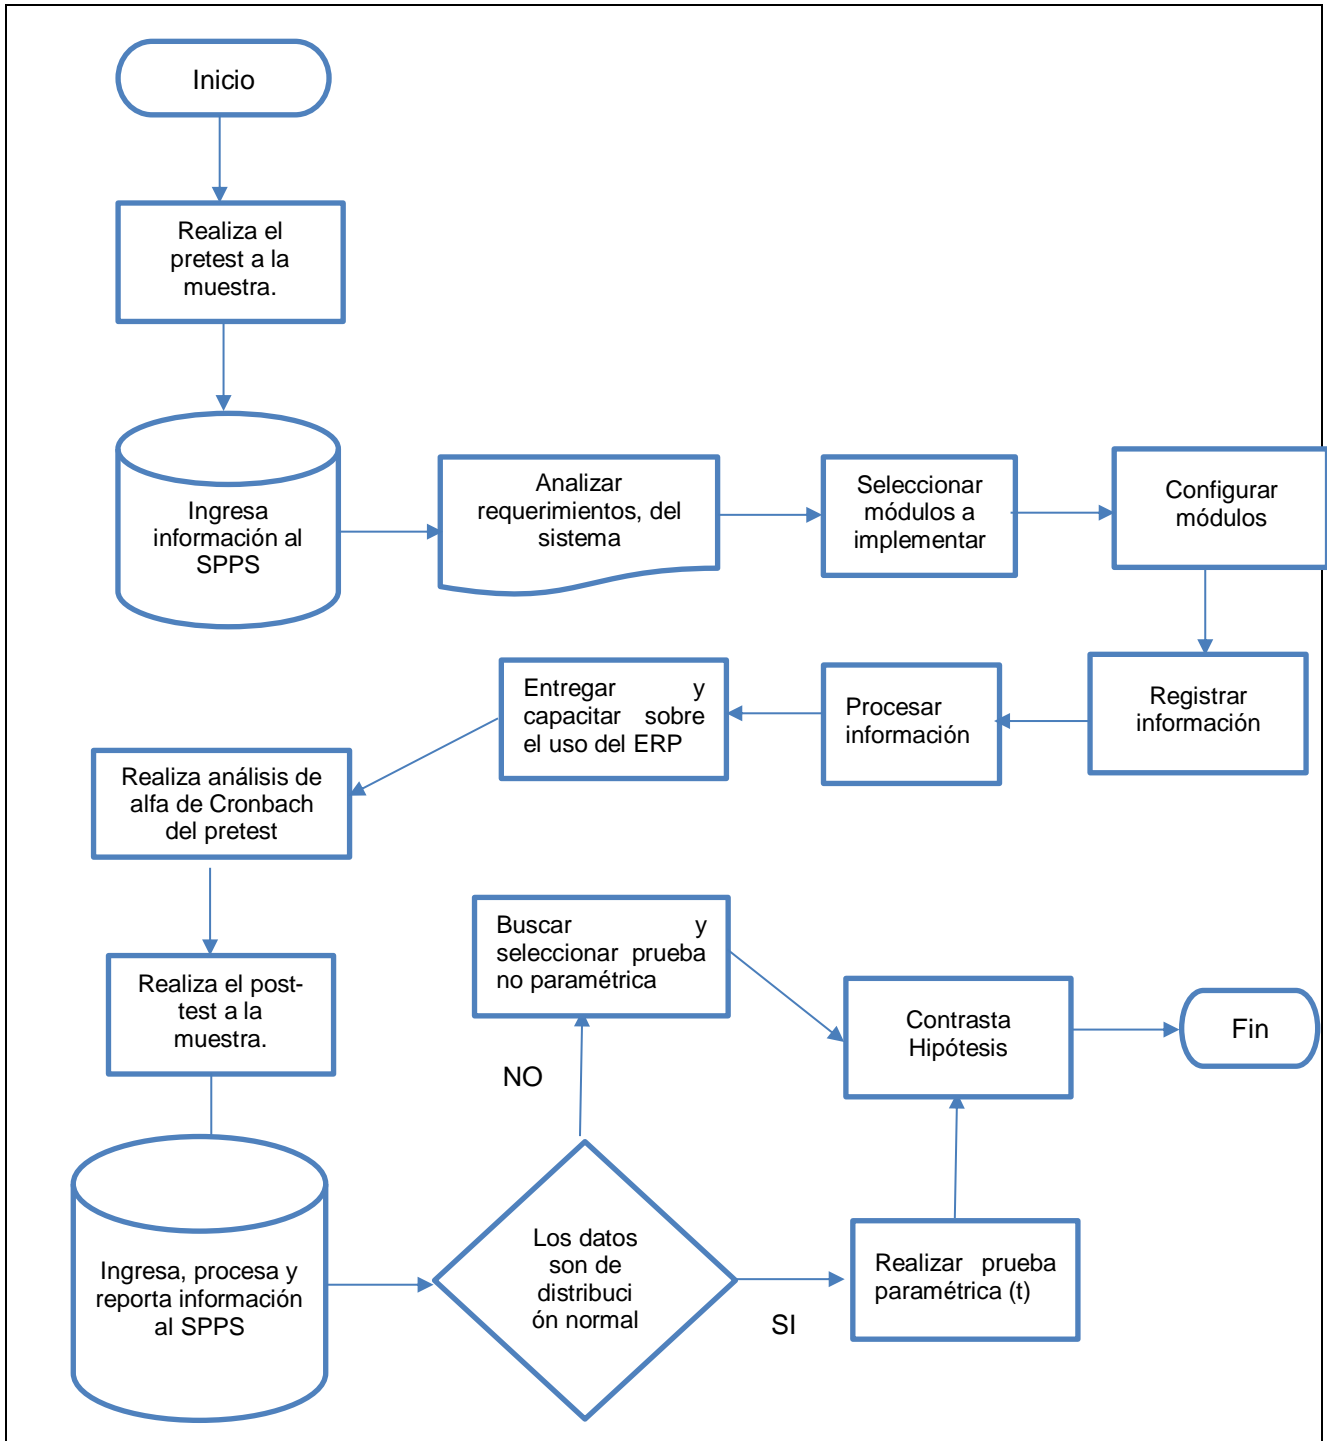 Inicio
Realiza el
pretest a la
muestra.
Ingresa
información al
SPPS
Analizar
requerimientos, del
sistema
Seleccionar
módulos a
implementar
Configurar
módulos
Registrar
información
Procesar
información
Entregar y
capacitar sobre
el uso del ERP
Realiza análisis de
alfa de Cronbach
del pretest
Realiza el post-
test a la
muestra.
Ingresa, procesa y
reporta información
al SPPS
Los datos
son de
distribuci
ón normal
NO
Buscar y
seleccionar prueba
no paramétrica
SI
Realizar prueba
paramétrica (t)
Contrasta
Hipótesis
Fin